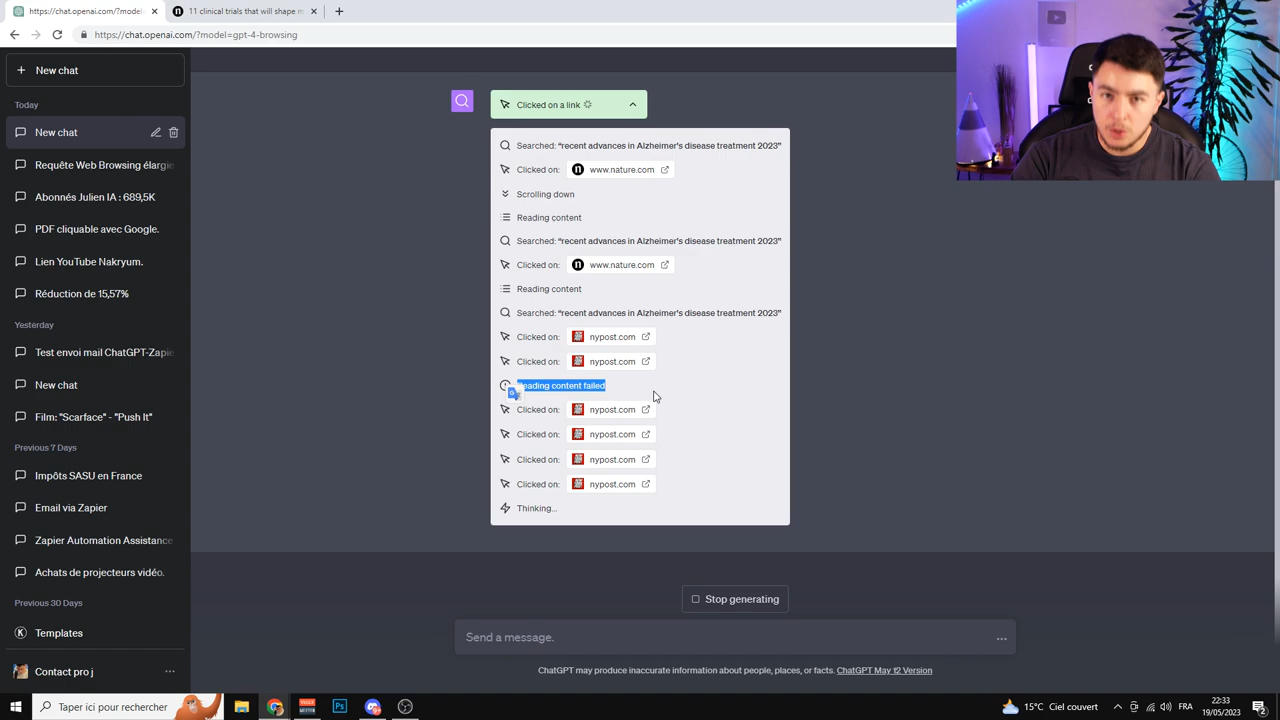 https://chat.openai.com/?model=
11 clinical trials that will shape m
https://chat.openai.com/?model=gpt-4-browsing
New chat
Today
New chat
Requête Web Browsing élargie
Abonnés Julien IA : 689,5K
PDF cliquable avec Google.
Lien YouTube Nakryum.
Réduction de 15,57%
Yesterday
Test envoi mail ChatGPT-Zapie
New chat
Film: "Scarface" - "Push It"
Previous 7 Days
Impôts SASU en France
Email via Zapier
Zapier Automation Assistance
Achats de projecteurs vidéo.
Previous 30 Days
Templates
Contact pro j
Clicked on a link
Searched: “recent advances in Alzheimer's disease treatment 2023”
Clicked on: www.nature.com
Scrolling down
Reading content
Searched: “recent advances in Alzheimer's disease treatment 2023”
Clicked on: www.nature.com
Reading content
Searched: “recent advances in Alzheimer's disease treatment 2023”
Clicked on: nypost.com
Clicked on: nypost.com
Reading content failed
Clicked on: nypost.com
Clicked on: nypost.com
Clicked on: nypost.com
Clicked on: nypost.com
Thinking...
Stop generating
Send a message.
ChatGPT may produce inaccurate information about people, places, or facts. ChatGPT May 12 Version
Taper ici pour rechercher
15°C Ciel couvert
FRA
22:33
19/05/2023